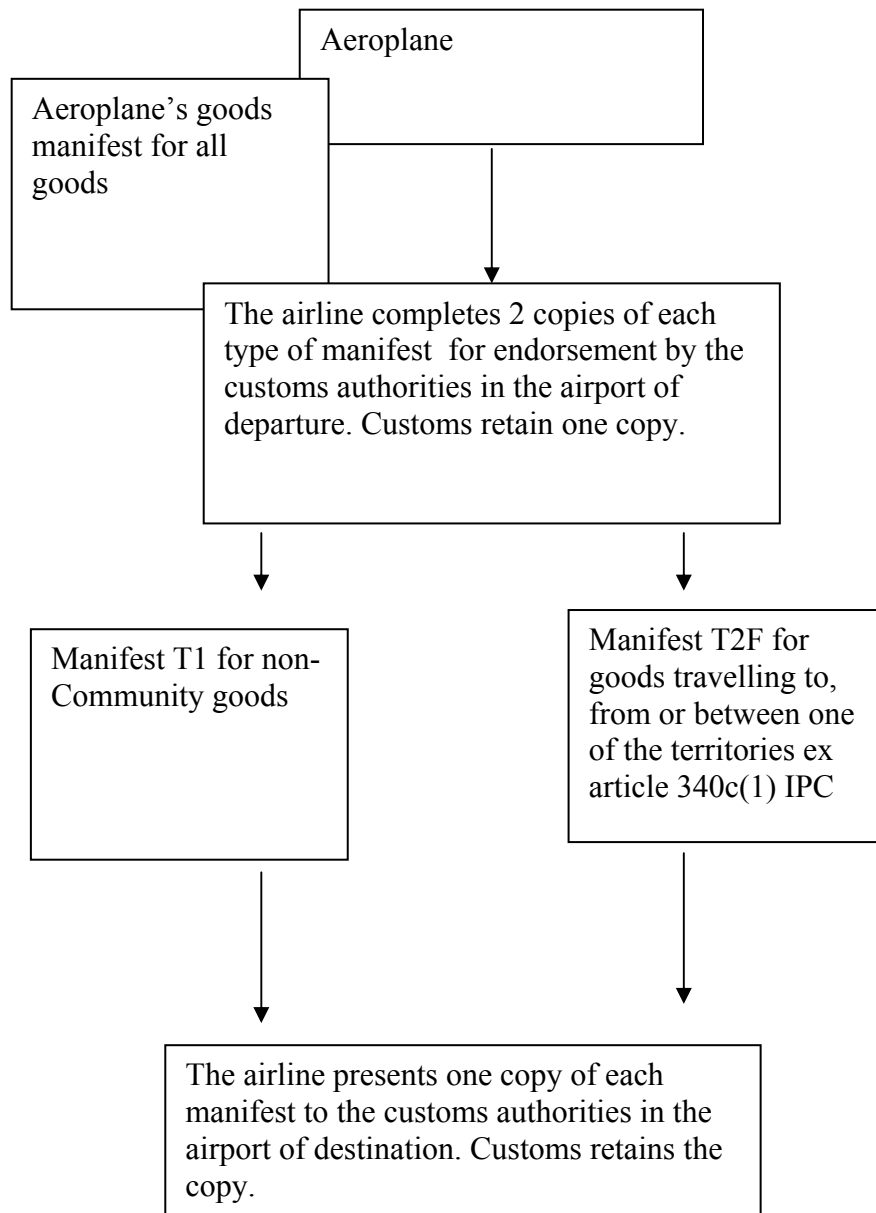 Aeroplane
Aeroplane’s goods
manifest for all
goods
The airline completes 2 copies of each
type of manifest  for endorsement by the
customs authorities in the airport of
departure. Customs retain one copy.
Manifest T1 for non-
Community goods
Manifest T2F for
goods travelling to,
from or between one
of the territories ex
article 340c(1) IPC
The airline presents one copy of each
manifest to the customs authorities in the
airport of destination. Customs retains the
copy.